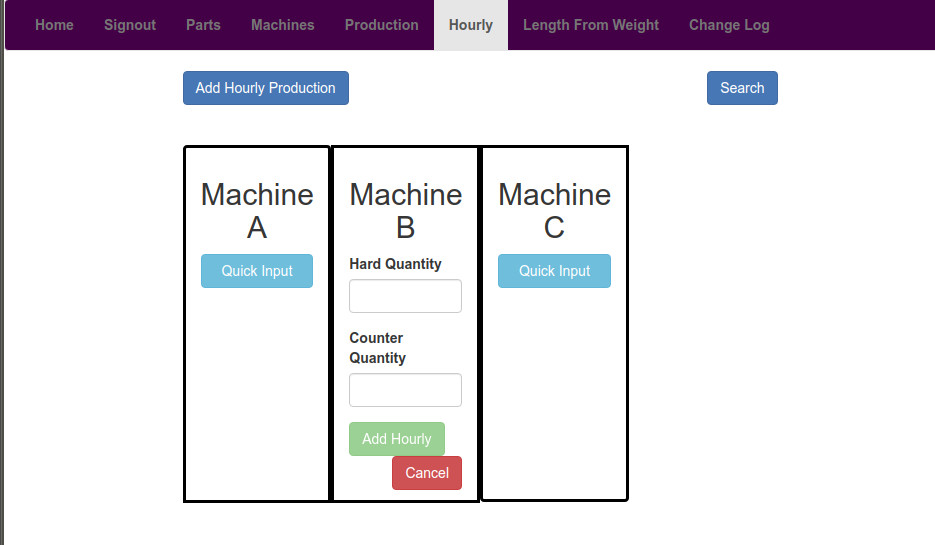 Home Signout Parts Machines Production Hourly Length From Weight Change Log
Add Hourly Production Search
Machine
A
Quick Input
Machine
B
Hard Quantity
Counter
Quantity
Add Hourly
Cancel
Machine
C
Quick Input